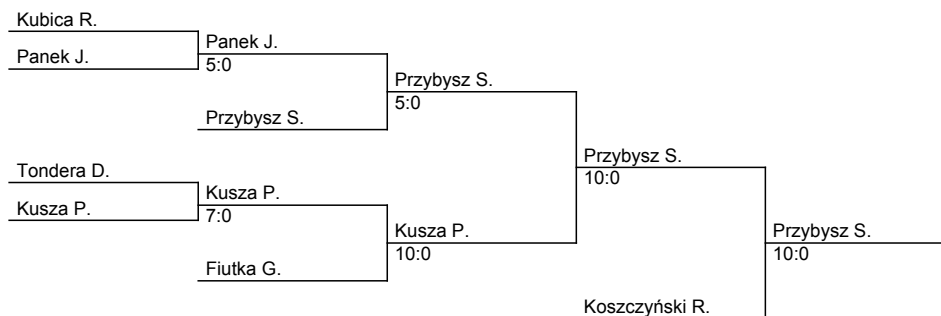 Kubica R.
Panek J.
Panek J.
5:0
Przybysz S.
5:0
Przybysz S.
Tondera D.
Kusza P.
Kusza P.
7:0
Przybysz S.
10:0
Kusza P.
10:0
Fiutka G.
Przybysz S.
10:0
Koszczyński R.